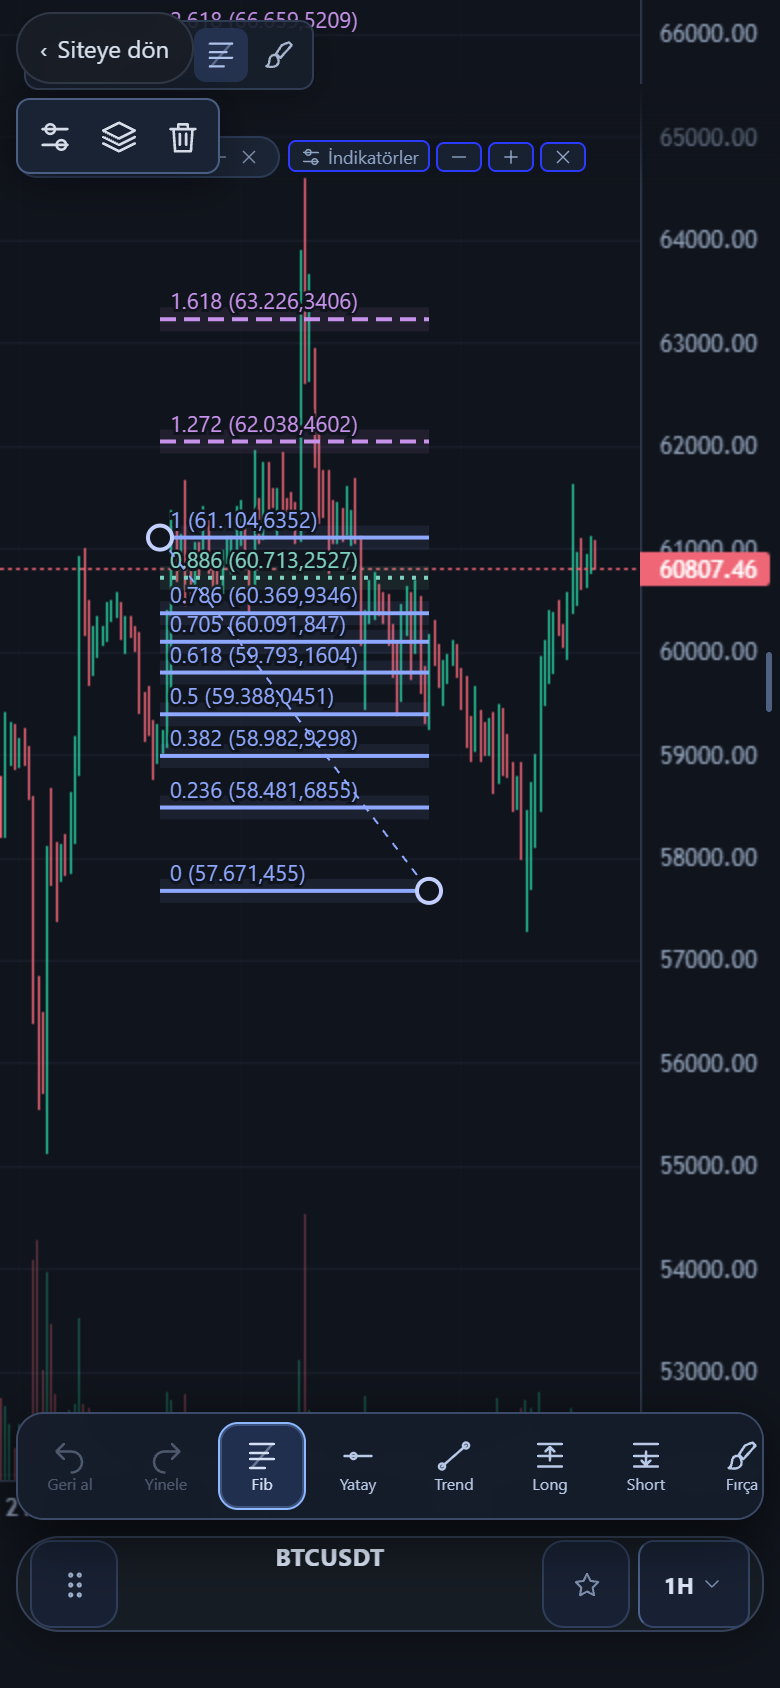 2.618 (66.659,5209)
66000.00
‹ Siteye dön
65000.00
İndikatörler
64000.00
1.618 (63.226,3406)
63000.00
1.272 (62.038,4602)
62000.00
1 (61.104,6352)
61000.00
0.886 (60.713,2527)
60807.46
0.786 (60.369,9346)
0.705 (60.091,847)
60000.00
0.618 (59.793,1604)
0.5 (59.388,0451)
0.382 (58.982,9298)
59000.00
0.236 (58.481,6855)
58000.00
0 (57.671,455)
57000.00
56000.00
55000.00
54000.00
53000.00
Geri al
Yinele
Fib
Yatay
Trend
Long
Short
Fırça
BTCUSDT
1H